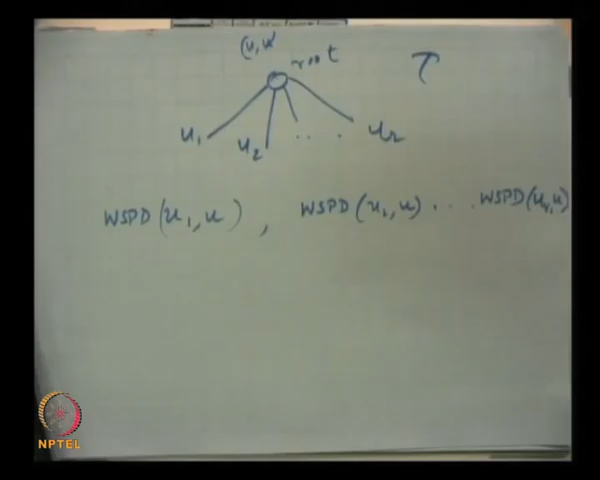 (u, u)
root T
u₁ u₂ . . . uᵣ
WSPD(u₁, u), WSPD(u₂, u) . . . WSPD(uᵣ, u)
NPTEL